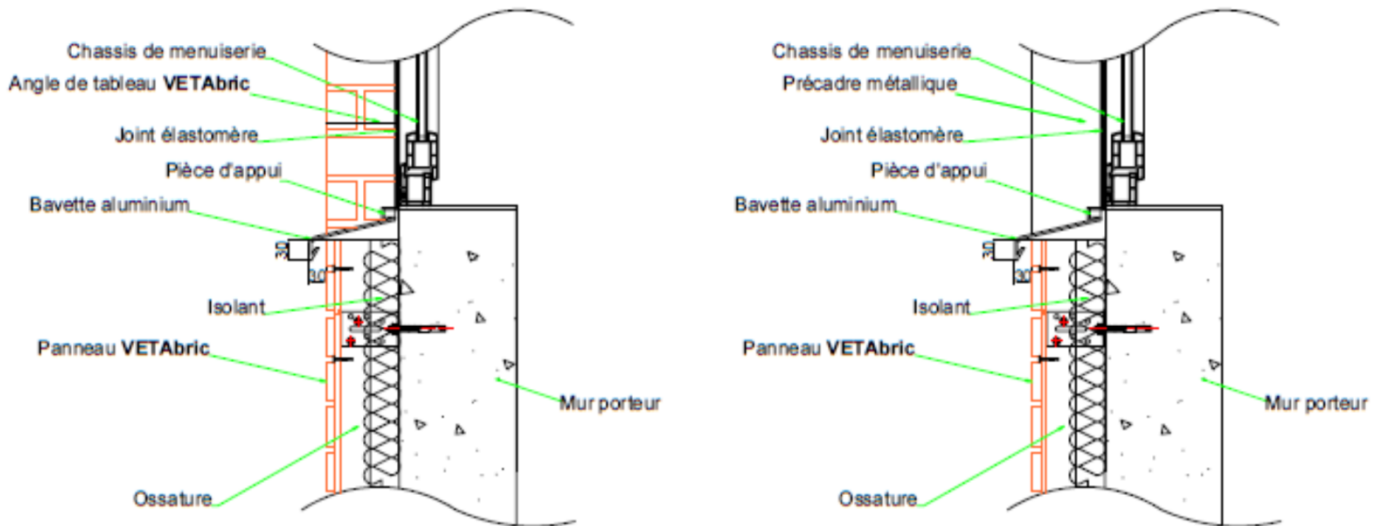 Chassis de menuiserie
Angle de tableau VETAbric
Joint élastomère
Pièce d'appui
Bavette aluminium
30
30
Isolant
Panneau VETAbric
Mur porteur
Ossature
Chassis de menuiserie
Précadre métallique
Joint élastomère
Pièce d'appui
Bavette aluminium
30
30
Isolant
Panneau VETAbric
Mur porteur
Ossature